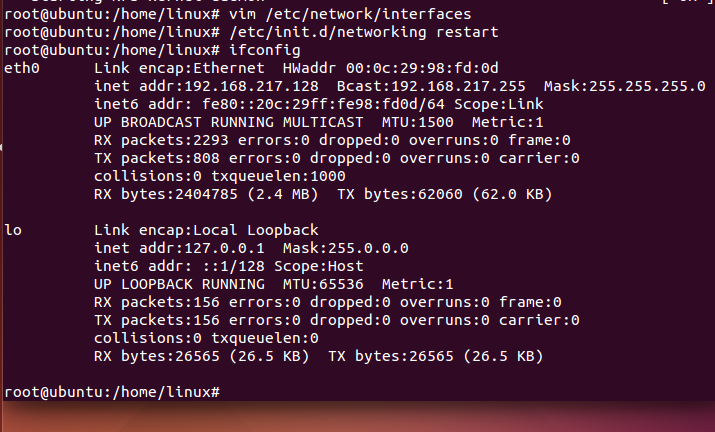 [ OK ]
root@ubuntu:/home/linux# vim /etc/network/interfaces
root@ubuntu:/home/linux# /etc/init.d/networking restart
root@ubuntu:/home/linux# ifconfig
eth0      Link encap:Ethernet  HWaddr 00:0c:29:98:fd:0d
          inet addr:192.168.217.128  Bcast:192.168.217.255  Mask:255.255.255.0
          inet6 addr: fe80::20c:29ff:fe98:fd0d/64 Scope:Link
          UP BROADCAST RUNNING MULTICAST  MTU:1500  Metric:1
          RX packets:2293 errors:0 dropped:0 overruns:0 frame:0
          TX packets:808 errors:0 dropped:0 overruns:0 carrier:0
          collisions:0 txqueuelen:1000
          RX bytes:2404785 (2.4 MB)  TX bytes:62060 (62.0 KB)

lo        Link encap:Local Loopback
          inet addr:127.0.0.1  Mask:255.0.0.0
          inet6 addr: ::1/128 Scope:Host
          UP LOOPBACK RUNNING  MTU:65536  Metric:1
          RX packets:156 errors:0 dropped:0 overruns:0 frame:0
          TX packets:156 errors:0 dropped:0 overruns:0 carrier:0
          collisions:0 txqueuelen:0
          RX bytes:26565 (26.5 KB)  TX bytes:26565 (26.5 KB)

root@ubuntu:/home/linux#